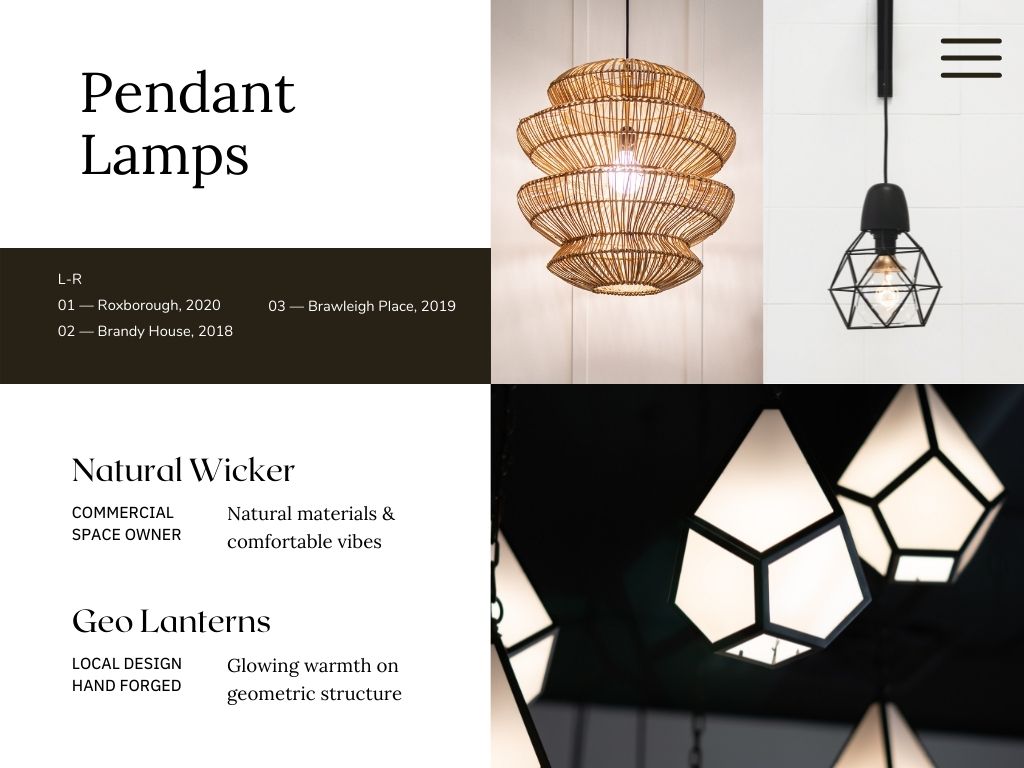 Pendant
Lamps
L-R
01 — Roxborough, 2020
02 — Brandy House, 2018
03 — Brawleigh Place, 2019
Natural Wicker
COMMERCIAL
SPACE OWNER
Natural materials &
comfortable vibes
Geo Lanterns
LOCAL DESIGN
HAND FORGED
Glowing warmth on
geometric structure